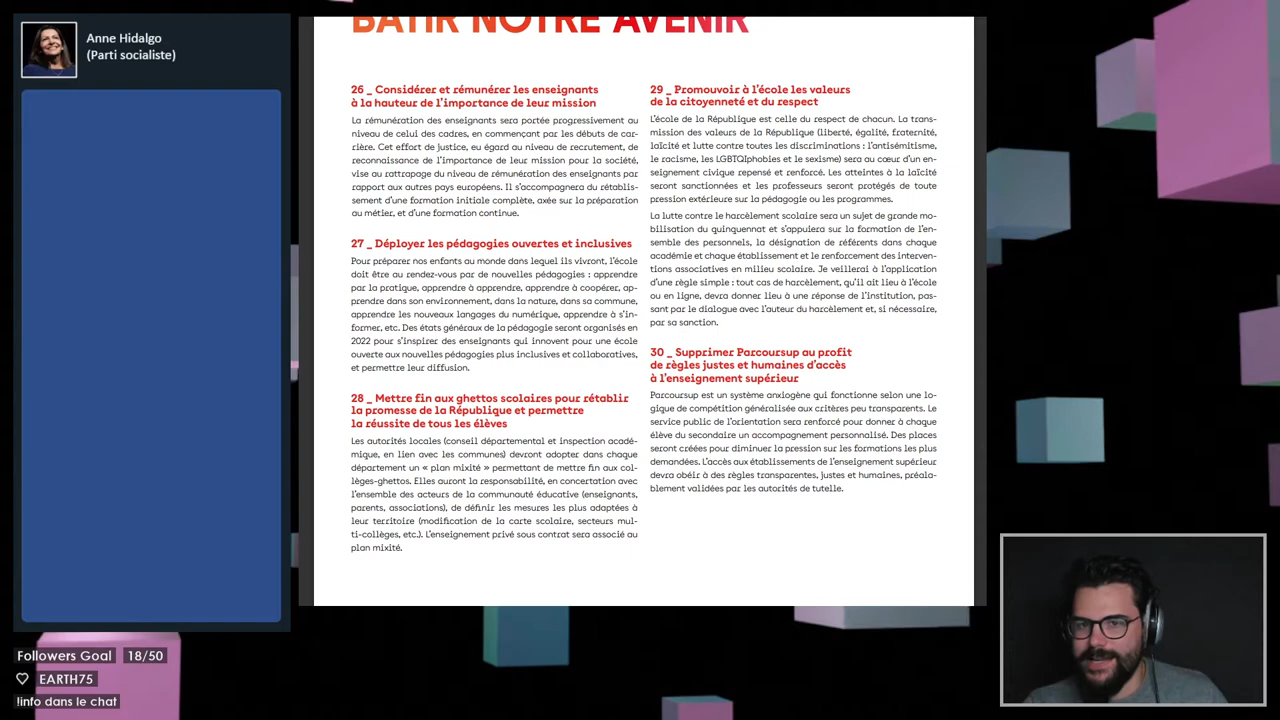 Anne Hidalgo
(Parti socialiste)
BÂTIR NOTRE AVENIR
26 _ Considérer et rémunérer les enseignants
à la hauteur de l'importance de leur mission
La rémunération des enseignants sera portée progressivement au
niveau de celui des cadres, en commençant par les débuts de car-
rière. Cet effort de justice, eu égard au niveau de recrutement, de
reconnaissance de l'importance de leur mission pour la société,
vise au rattrapage du niveau de rémunération des enseignants par
rapport aux autres pays européens. Il s'accompagnera du rétablis-
sement d'une formation initiale complète, axée sur la préparation
au métier, et d'une formation continue.
27 _ Déployer les pédagogies ouvertes et inclusives
Pour préparer nos enfants au monde dans lequel ils vivront, l'école
doit être au rendez-vous par de nouvelles pédagogies : apprendre
par la pratique, apprendre à apprendre, apprendre à coopérer, ap-
prendre dans son environnement, dans la nature, dans sa commune,
apprendre les nouveaux langages du numérique, apprendre à s'in-
former, etc. Des états généraux de la pédagogie seront organisés en
2022 pour s'inspirer des enseignants qui innovent pour une école
ouverte aux nouvelles pédagogies plus inclusives et collaboratives,
et permettre leur diffusion.
28 _ Mettre fin aux ghettos scolaires pour rétablir
la promesse de la République et permettre
la réussite de tous les élèves
Les autorités locales (conseil départemental et inspection acadé-
mique, en lien avec les communes) devront adopter dans chaque
département un « plan mixité » permettant de mettre fin aux col-
lèges-ghettos. Elles auront la responsabilité, en concertation avec
l'ensemble des acteurs de la communauté éducative (enseignants,
parents, associations), de définir les mesures les plus adaptées à
leur territoire (modification de la carte scolaire, secteurs mul-
ti-collèges, etc.). L'enseignement privé sous contrat sera associé au
plan mixité.
29 _ Promouvoir à l'école les valeurs
de la citoyenneté et du respect
L'école de la République est celle du respect de chacun. La trans-
mission des valeurs de la République (liberté, égalité, fraternité,
laïcité et lutte contre toutes les discriminations : l'antisémitisme,
le racisme, les LGBTQIphobies et le sexisme) sera au cœur d'un en-
seignement civique repensé et renforcé. Les atteintes à la laïcité
seront sanctionnées et les professeurs seront protégés de toute
pression extérieure sur la pédagogie ou les programmes.
La lutte contre le harcèlement scolaire sera un sujet de grande mo-
bilisation du quinquennat et s'appuiera sur la formation de l'en-
semble des personnels, la désignation de référents dans chaque
académie et chaque établissement et le renforcement des interven-
tions associatives en milieu scolaire. Je veillerai à l'application
d'une règle simple : tout cas de harcèlement, qu'il ait lieu à l'école
ou en ligne, devra donner lieu à une réponse de l'institution, pas-
sant par le dialogue avec l'auteur du harcèlement et, si nécessaire,
par sa sanction.
30 _ Supprimer Parcoursup au profit
de règles justes et humaines d'accès
à l'enseignement supérieur
Parcoursup est un système anxiogène qui fonctionne selon une lo-
gique de compétition généralisée aux critères peu transparents. Le
service public de l'orientation sera renforcé pour donner à chaque
élève du secondaire un accompagnement personnalisé. Des places
seront créées pour diminuer la pression sur les formations les plus
demandées. L'accès aux établissements de l'enseignement supérieur
devra obéir à des règles transparentes, justes et humaines, préala-
blement validées par les autorités de tutelle.
Followers Goal 18/50
EARTH75
!info dans le chat